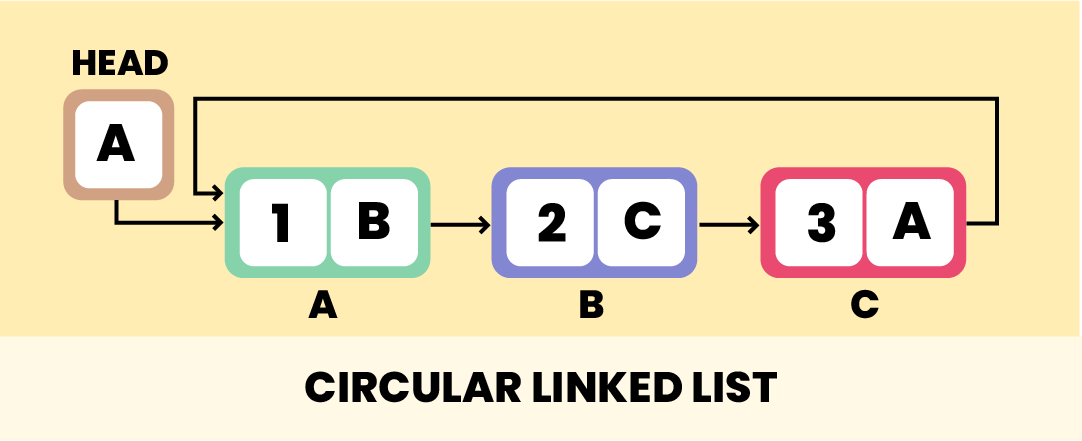 HEAD
A
1 B 2 C 3 A
A B C
CIRCULAR LINKED LIST